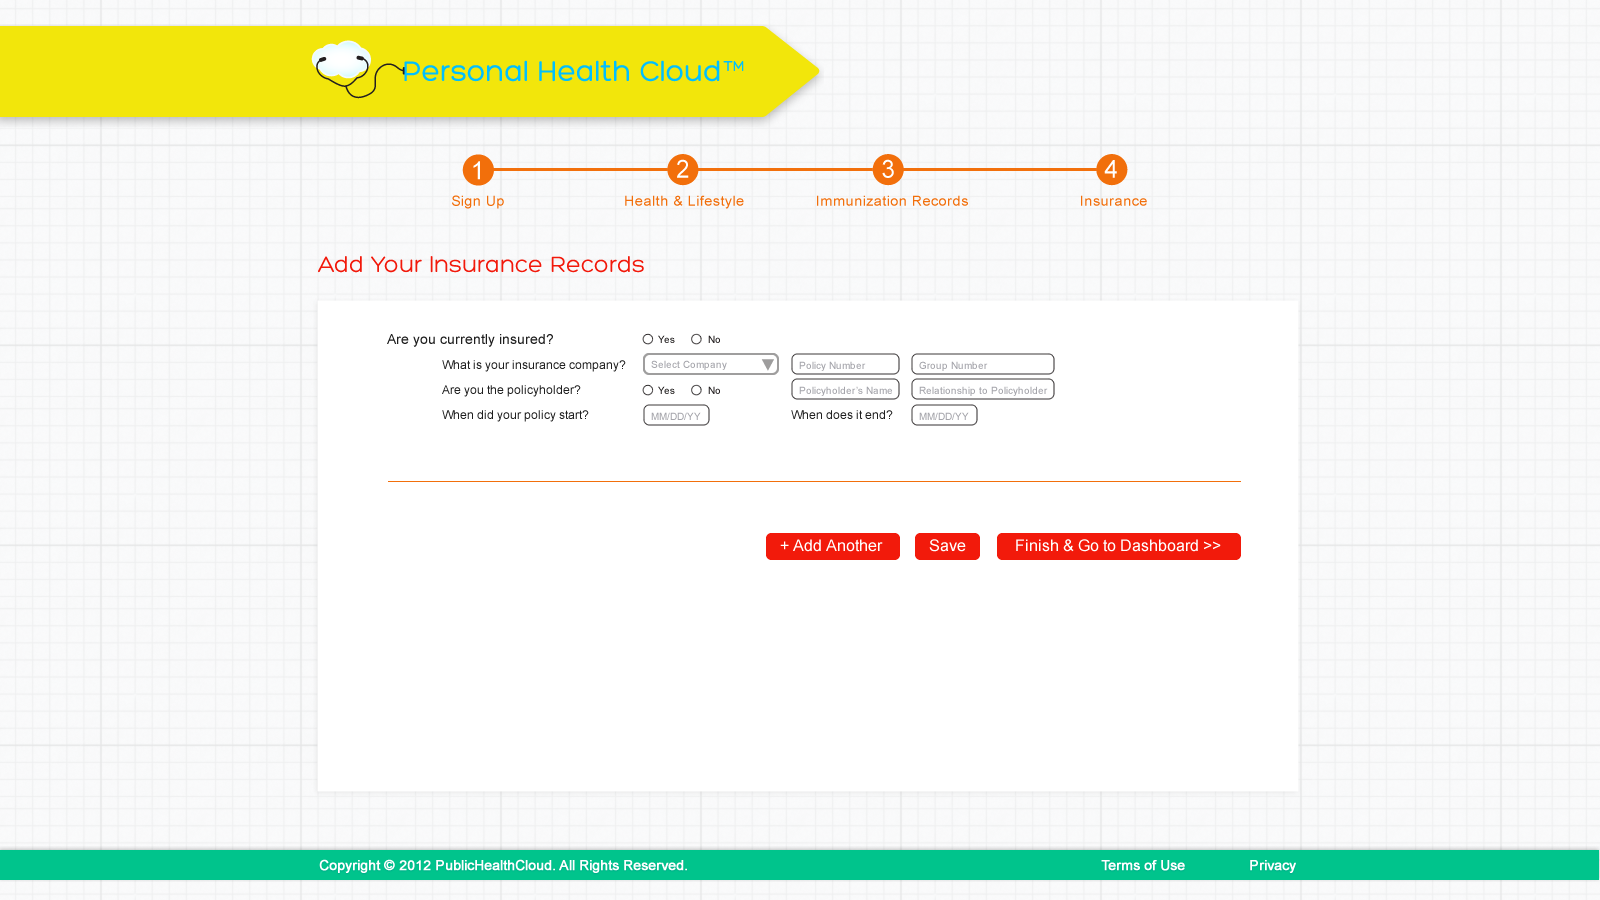 Personal Health Cloud™
1 2 3 4
Sign Up Health & Lifestyle Immunization Records Insurance
Add Your Insurance Records
Are you currently insured? Yes No
What is your insurance company? Select Company Policy Number Group Number
Are you the policyholder? Yes No Policyholder's Name Relationship to Policyholder
When did your policy start? MM/DD/YY When does it end? MM/DD/YY
+ Add Another Save Finish & Go to Dashboard >>
Copyright © 2012 PublicHealthCloud. All Rights Reserved. Terms of Use Privacy